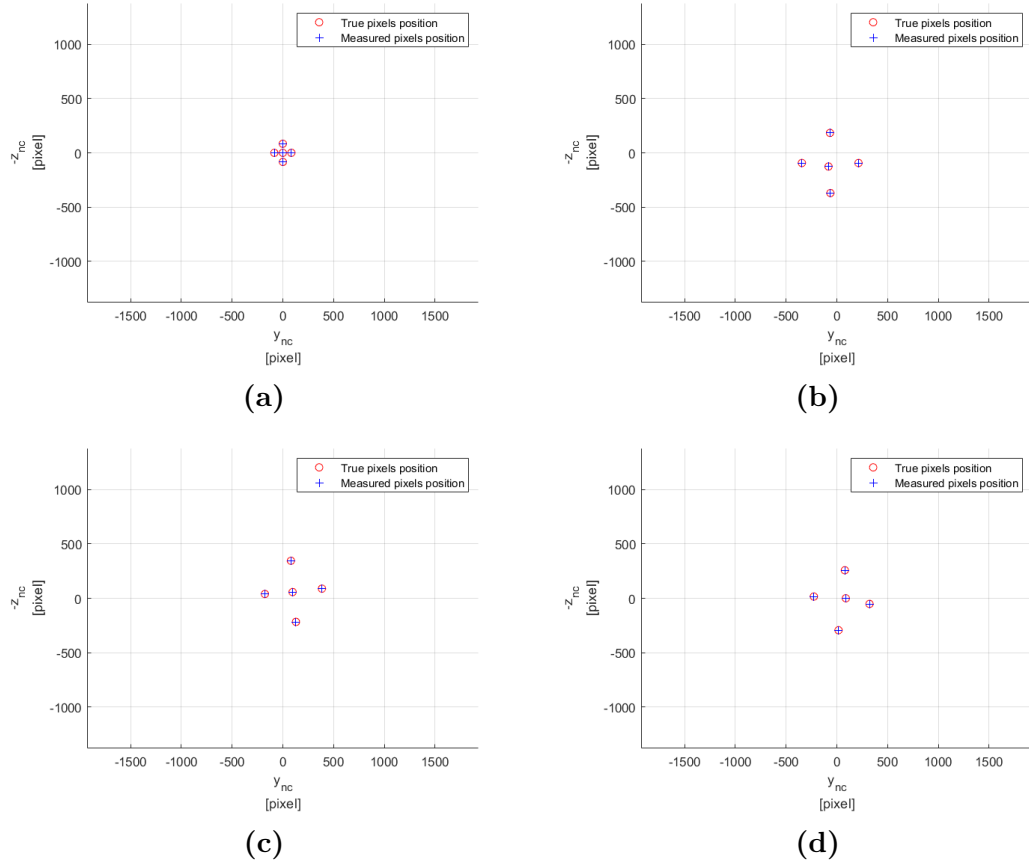 True pixels position
Measured pixels position
1000
500
0
-500
-1000
-z_nc
[pixel]
-1500 -1000 -500 0 500 1000 1500
y_nc
[pixel]
(a)
True pixels position
Measured pixels position
1000
500
0
-500
-1000
-z_nc
[pixel]
-1500 -1000 -500 0 500 1000 1500
y_nc
[pixel]
(b)
True pixels position
Measured pixels position
1000
500
0
-500
-1000
-z_nc
[pixel]
-1500 -1000 -500 0 500 1000 1500
y_nc
[pixel]
(c)
True pixels position
Measured pixels position
1000
500
0
-500
-1000
-z_nc
[pixel]
-1500 -1000 -500 0 500 1000 1500
y_nc
[pixel]
(d)